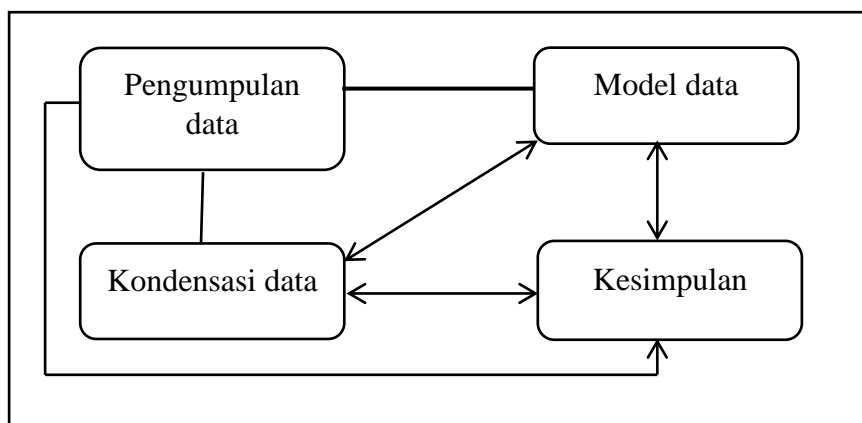 Pengumpulan
data
Model data
Kondensasi data
Kesimpulan